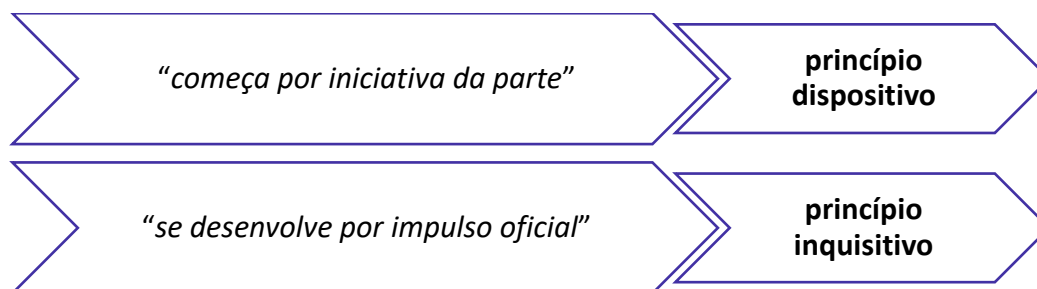 “começa por iniciativa da parte”
princípio
dispositivo
“se desenvolve por impulso oficial”
princípio
inquisitivo